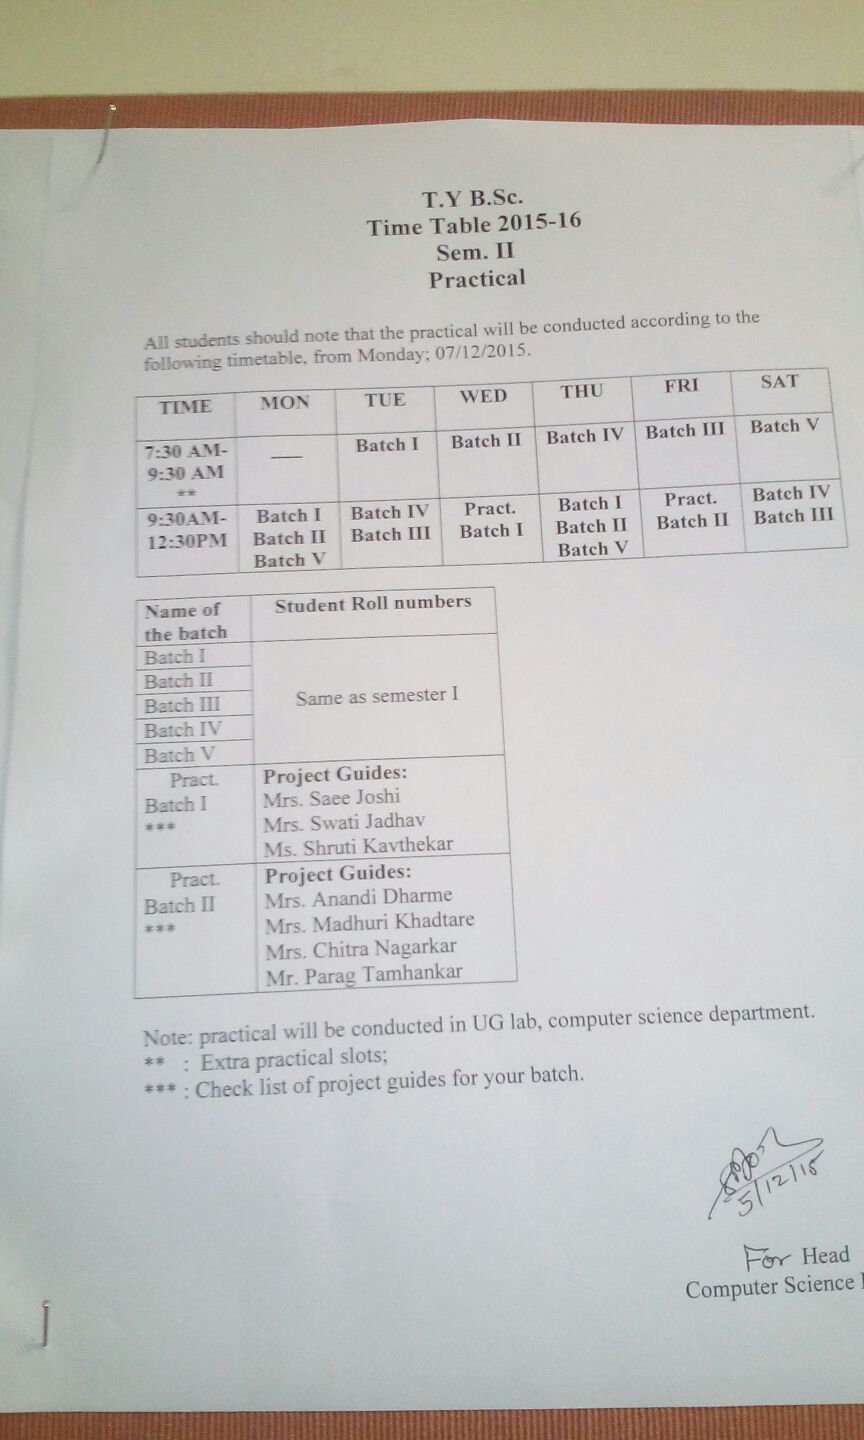 T.Y B.Sc.
Time Table 2015-16
Sem. II
Practical
All students should note that the practical will be conducted according to the
following timetable, from Monday; 07/12/2015.
TIME MON TUE WED THU FRI SAT
7:30 AM-
9:30 AM
**
— Batch I Batch II Batch IV Batch III Batch V
9:30AM-
12:30PM
Batch I
Batch II
Batch V
Batch IV
Batch III
Pract.
Batch I
Batch I
Batch II
Batch V
Pract.
Batch II
Batch IV
Batch III
Name of
the batch
Student Roll numbers
Batch I
Batch II
Batch III
Batch IV
Batch V
Same as semester I
Pract.
Batch I
***
Project Guides:
Mrs. Saee Joshi
Mrs. Swati Jadhav
Ms. Shruti Kavthekar
Pract.
Batch II
***
Project Guides:
Mrs. Anandi Dharme
Mrs. Madhuri Khadtare
Mrs. Chitra Nagarkar
Mr. Parag Tamhankar
Note: practical will be conducted in UG lab, computer science department.
** : Extra practical slots;
*** : Check list of project guides for your batch.
5/12/15
For Head
Computer Science